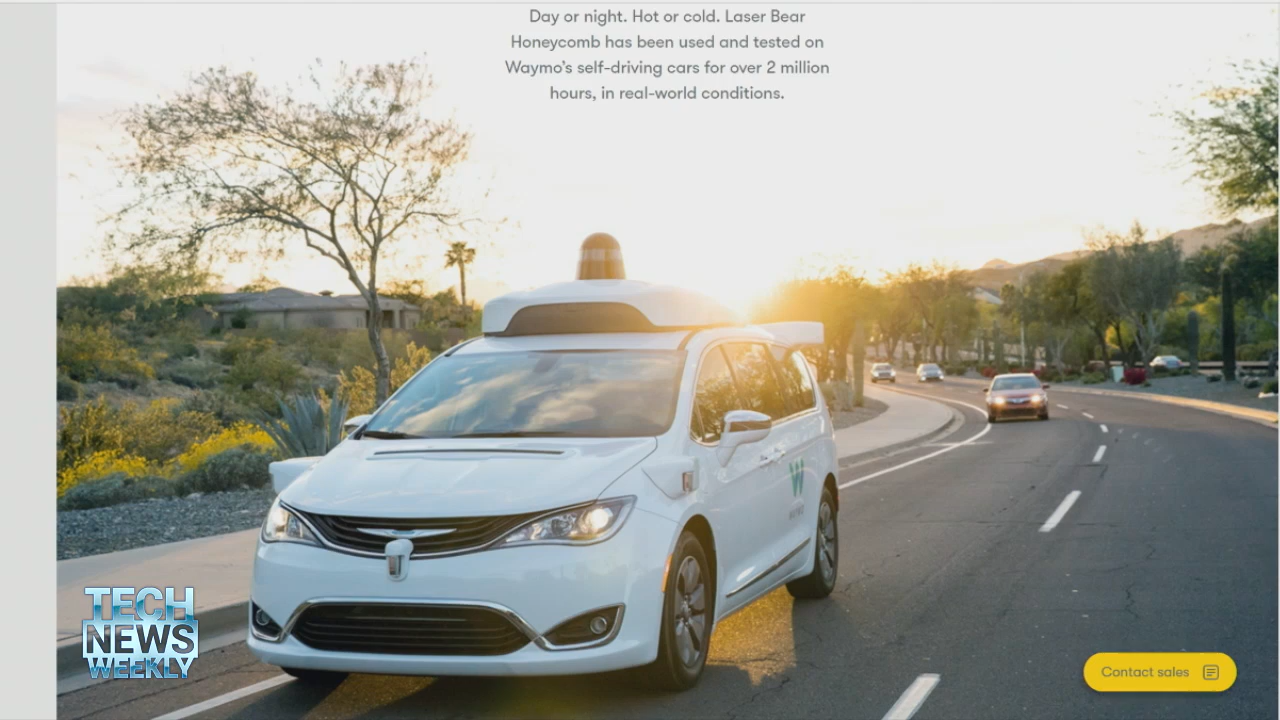 Day or night. Hot or cold. Laser Bear
Honeycomb has been used and tested on
Waymo's self-driving cars for over 2 million
hours, in real-world conditions.
WAYMO
TECH
NEWS
WEEKLY
Contact sales